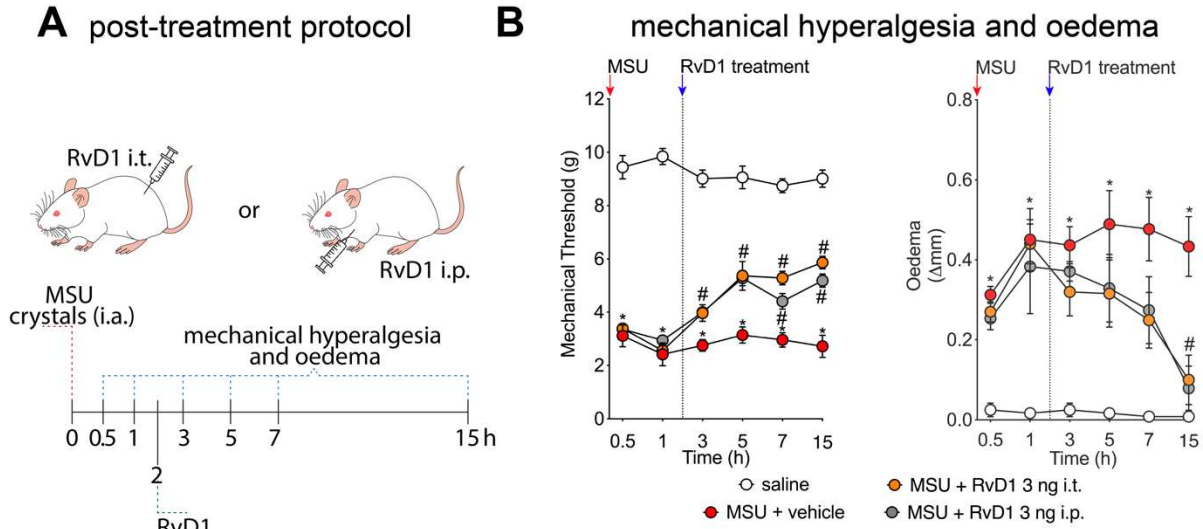 A post-treatment protocol
RvD1 i.t.
or
RvD1 i.p.
MSU
crystals (i.a.)
mechanical hyperalgesia
and oedema
0 0.5 1 3 5 7 15 h
2
RvD1
B mechanical hyperalgesia and oedema
MSU RvD1 treatment
12
10
8
6
4
2
0
Mechanical Threshold (g)
# # # # # #
* * * * * *
0.5 1 3 5 7 15
Time (h)
MSU RvD1 treatment
0.8
0.6
0.4
0.2
0.0
Oedema
(Δmm)
* * * * * *
#
0.5 1 3 5 7 15
Time (h)
saline
MSU + vehicle
MSU + RvD1 3 ng i.t.
MSU + RvD1 3 ng i.p.